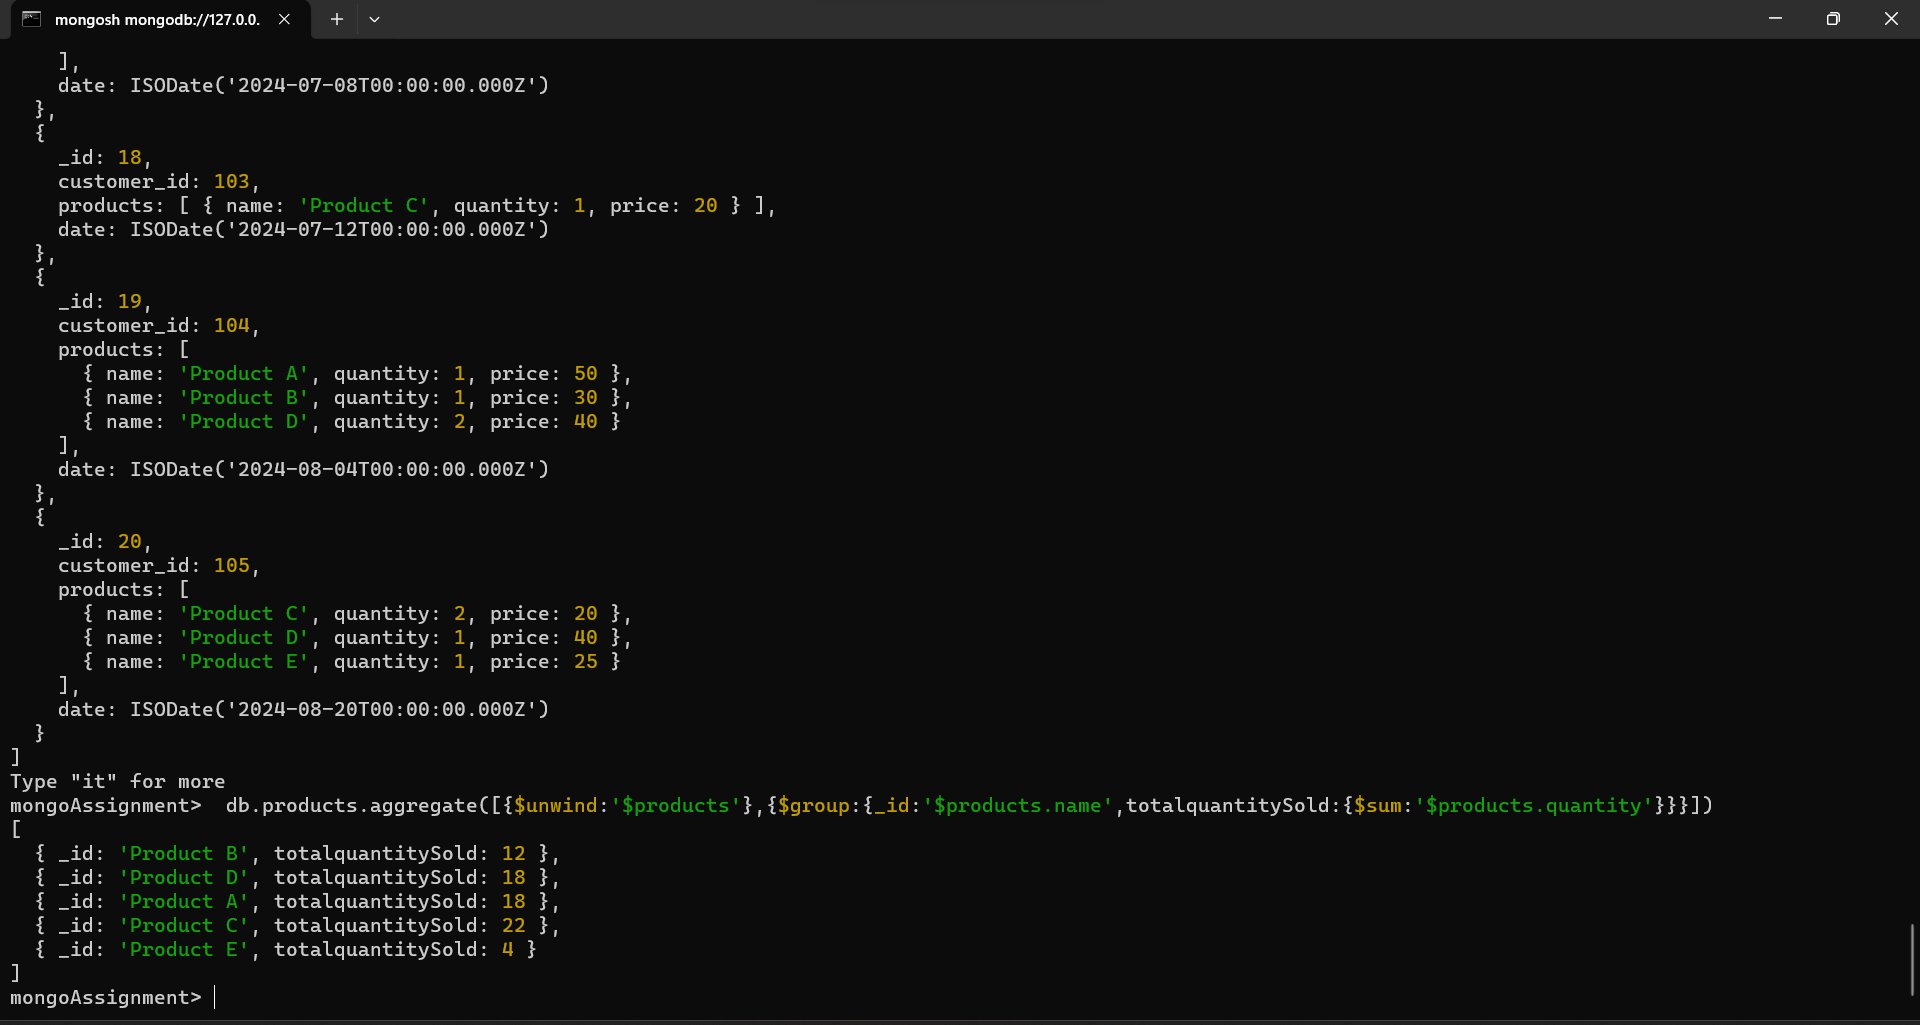 mongosh mongodb://127.0.0.
],
date: ISODate('2024-07-08T00:00:00.000Z')
},
{
_id: 18,
customer_id: 103,
products: [ { name: 'Product C', quantity: 1, price: 20 } ],
date: ISODate('2024-07-12T00:00:00.000Z')
},
{
_id: 19,
customer_id: 104,
products: [
{ name: 'Product A', quantity: 1, price: 50 },
{ name: 'Product B', quantity: 1, price: 30 },
{ name: 'Product D', quantity: 2, price: 40 }
],
date: ISODate('2024-08-04T00:00:00.000Z')
},
{
_id: 20,
customer_id: 105,
products: [
{ name: 'Product C', quantity: 2, price: 20 },
{ name: 'Product D', quantity: 1, price: 40 },
{ name: 'Product E', quantity: 1, price: 25 }
],
date: ISODate('2024-08-20T00:00:00.000Z')
}
]
Type "it" for more
mongoAssignment>  db.products.aggregate([{$unwind:'$products'},{$group:{_id:'$products.name',totalquantitySold:{$sum:'$products.quantity'}}}])
[
{ _id: 'Product B', totalquantitySold: 12 },
{ _id: 'Product D', totalquantitySold: 18 },
{ _id: 'Product A', totalquantitySold: 18 },
{ _id: 'Product C', totalquantitySold: 22 },
{ _id: 'Product E', totalquantitySold: 4 }
]
mongoAssignment>